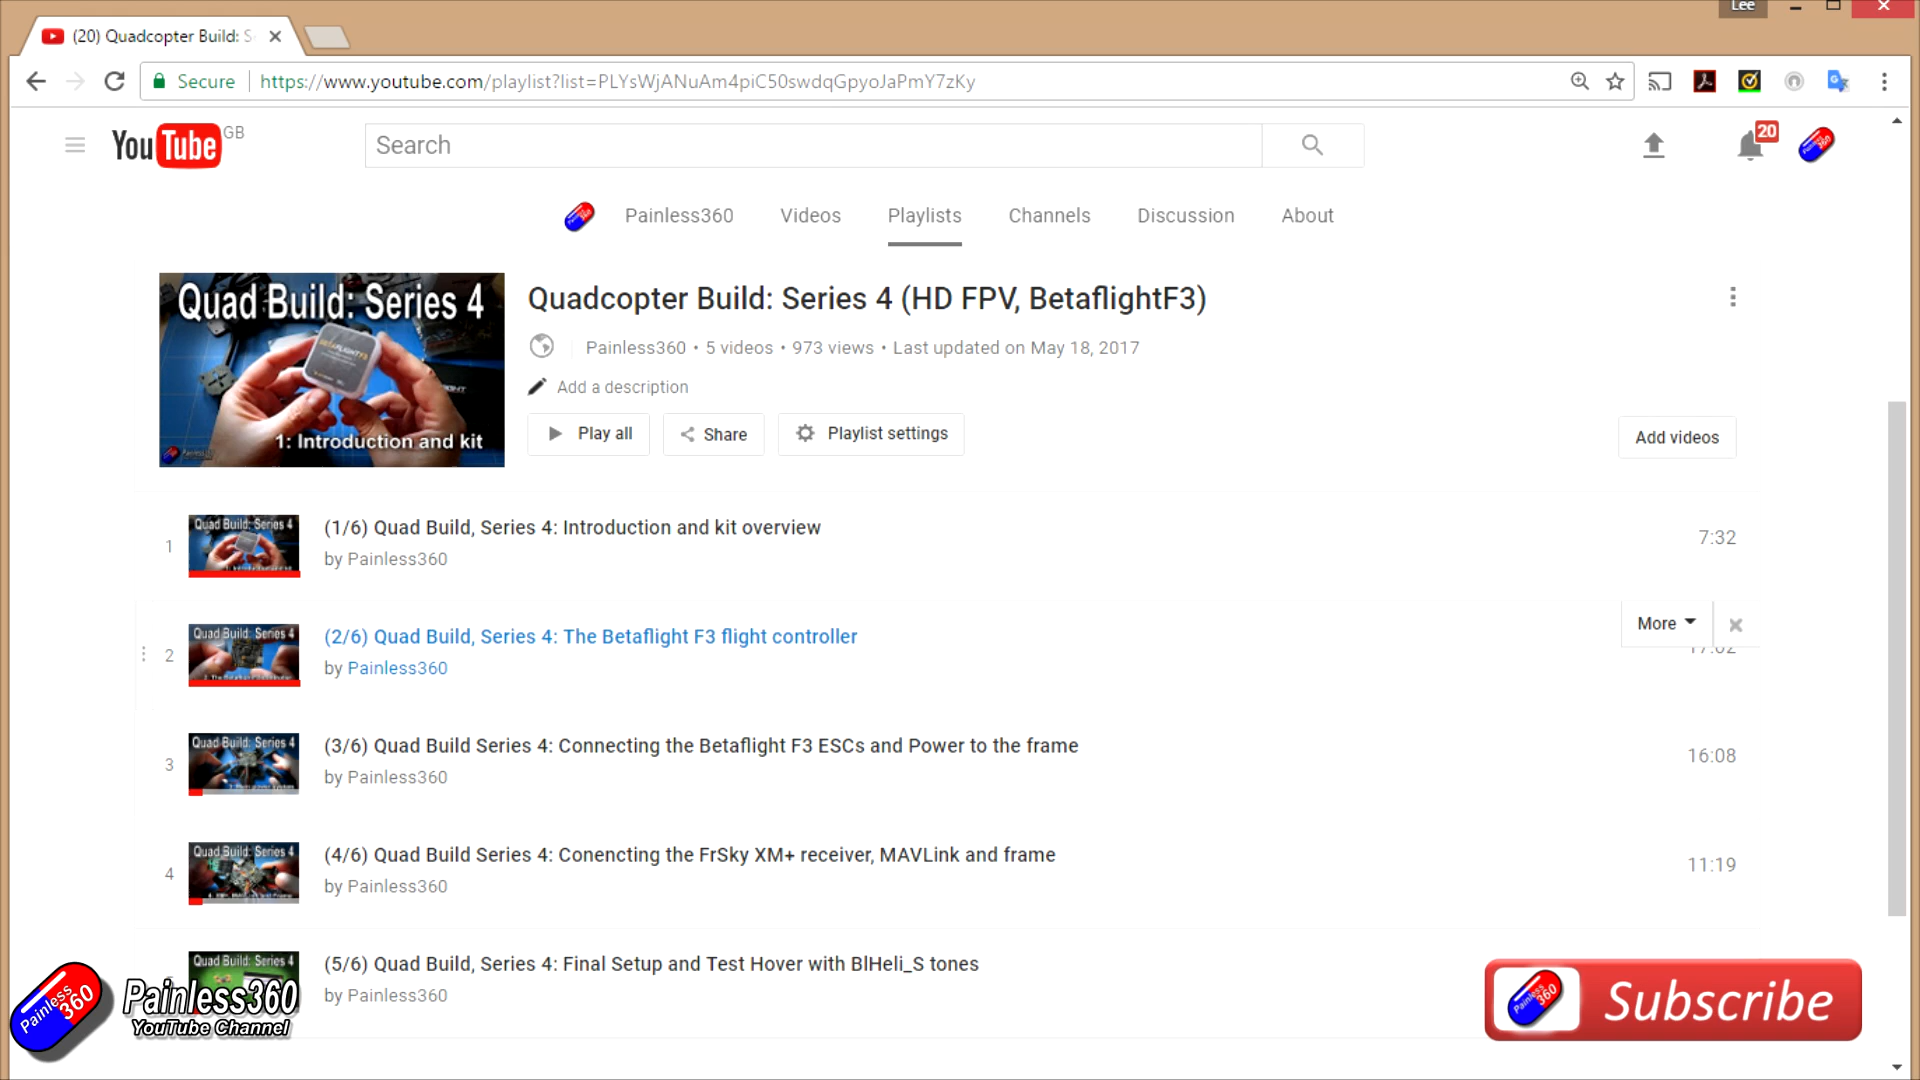 Lee
(20) Quadcopter Build: S
Secure https://www.youtube.com/playlist?list=PLYsWjANuAm4piC50swdqGpyoJaPmY7zKy
YouTube GB
Search
20
Painless360 Videos Playlists Channels Discussion About
Quad Build: Series 4
1: Introduction and kit
Quadcopter Build: Series 4 (HD FPV, BetaflightF3)
Painless360 • 5 videos • 973 views • Last updated on May 18, 2017
Add a description
Play all Share Playlist settings
Add videos
1 Quad Build: Series 4 (1/6) Quad Build, Series 4: Introduction and kit overview 7:32
by Painless360
2 Quad Build: Series 4 (2/6) Quad Build, Series 4: The Betaflight F3 flight controller More
by Painless360 17:02
3 Quad Build: Series 4 (3/6) Quad Build Series 4: Connecting the Betaflight F3 ESCs and Power to the frame 16:08
by Painless360
4 Quad Build: Series 4 (4/6) Quad Build Series 4: Conencting the FrSky XM+ receiver, MAVLink and frame 11:19
by Painless360
Quad Build: Series 4 (5/6) Quad Build, Series 4: Final Setup and Test Hover with BlHeli_S tones
by Painless360
Painless360
Painless360
YouTube Channel
Painless360
Subscribe